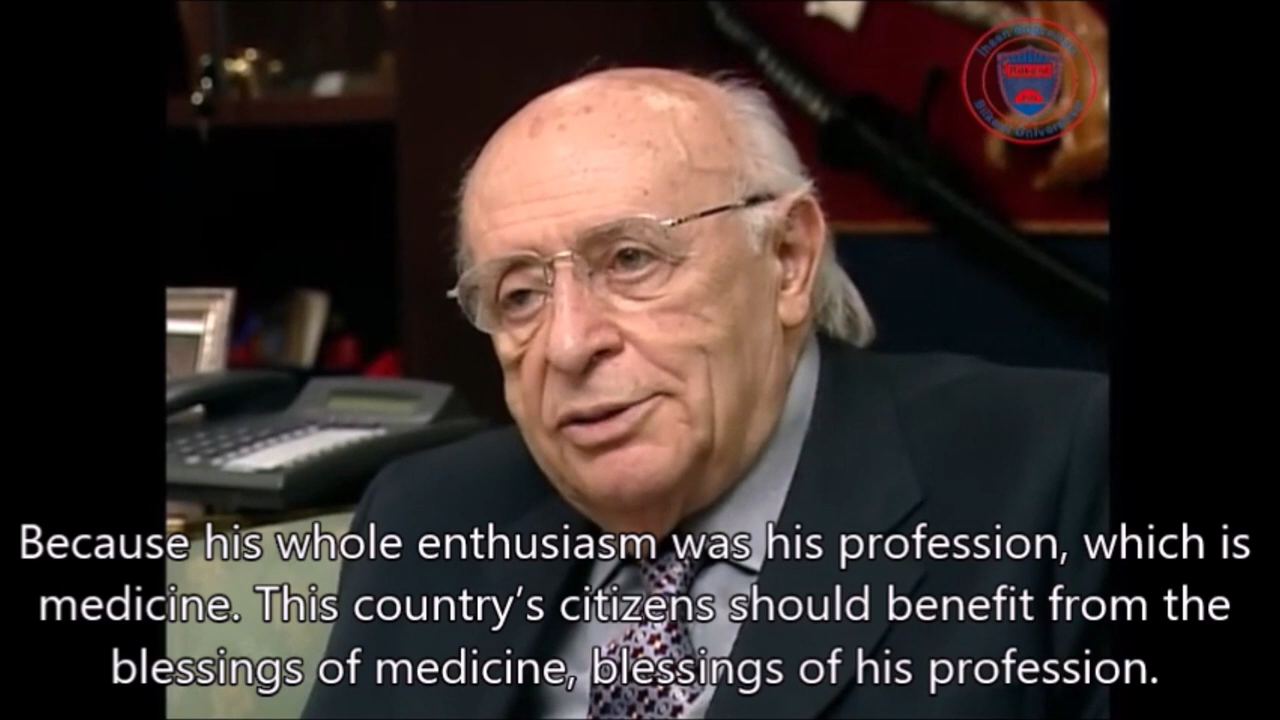 Because his whole enthusiasm was his profession, which is
medicine. This country’s citizens should benefit from the
blessings of medicine, blessings of his profession.